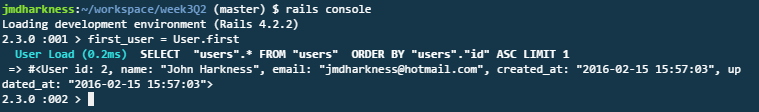 jmdharkness:~/workspace/week3Q2 (master) $ rails console
Loading development environment (Rails 4.2.2)
2.3.0 :001 > first_user = User.first
  User Load (0.2ms)  SELECT  "users".* FROM "users"  ORDER BY "users"."id" ASC LIMIT 1
 => #<User id: 2, name: "John Harkness", email: "jmdharkness@hotmail.com", created_at: "2016-02-15 15:57:03", up
dated_at: "2016-02-15 15:57:03">
2.3.0 :002 >